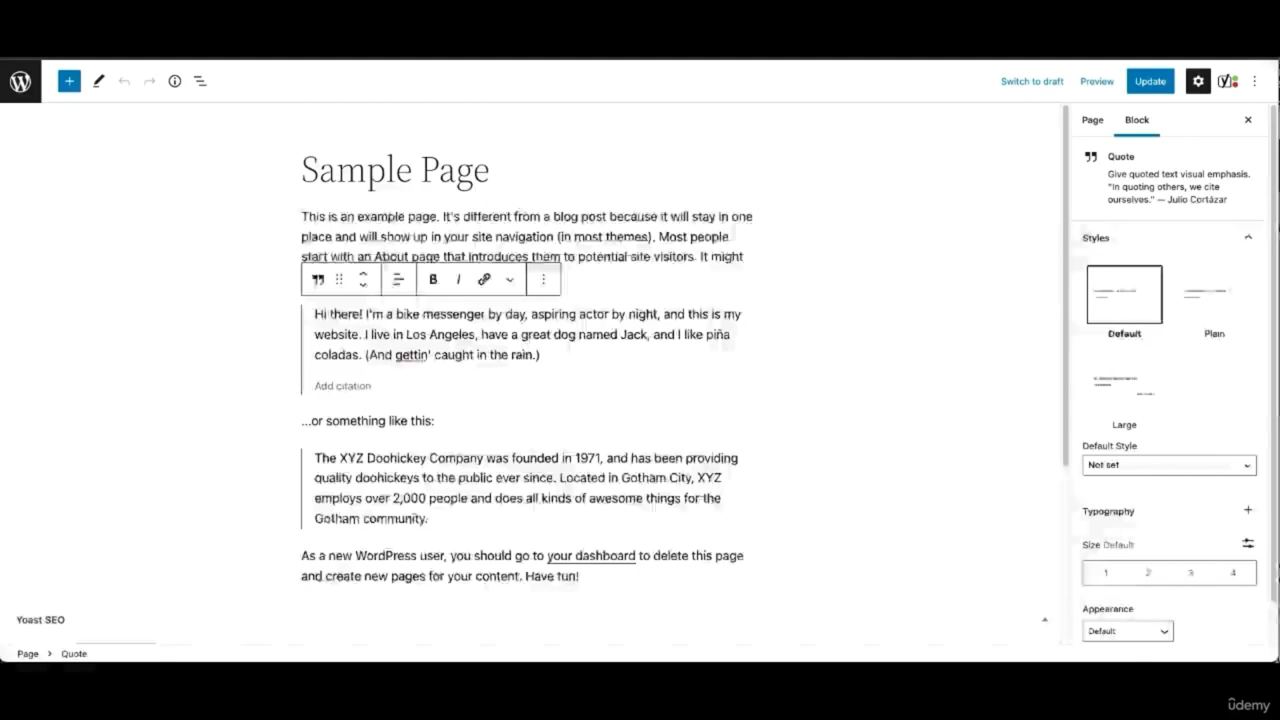 Switch to draft
Preview
Update
Page
Block
Sample Page
This is an example page. It's different from a blog post because it will stay in one
place and will show up in your site navigation (in most themes). Most people
start with an About page that introduces them to potential site visitors. It might
B I
Hi there! I'm a bike messenger by day, aspiring actor by night, and this is my
website. I live in Los Angeles, have a great dog named Jack, and I like piña
coladas. (And gettin' caught in the rain.)
Add citation
...or something like this:
The XYZ Doohickey Company was founded in 1971, and has been providing
quality doohickeys to the public ever since. Located in Gotham City, XYZ
employs over 2,000 people and does all kinds of awesome things for the
Gotham community.
As a new WordPress user, you should go to your dashboard to delete this page
and create new pages for your content. Have fun!
Quote
Give quoted text visual emphasis.
"In quoting others, we cite
ourselves." — Julio Cortázar
Styles
Default
Plain
Large
Default Style
Not set
Typography
Size Default
1 2 3 4
Appearance
Default
Yoast SEO
Page > Quote
ûdemy